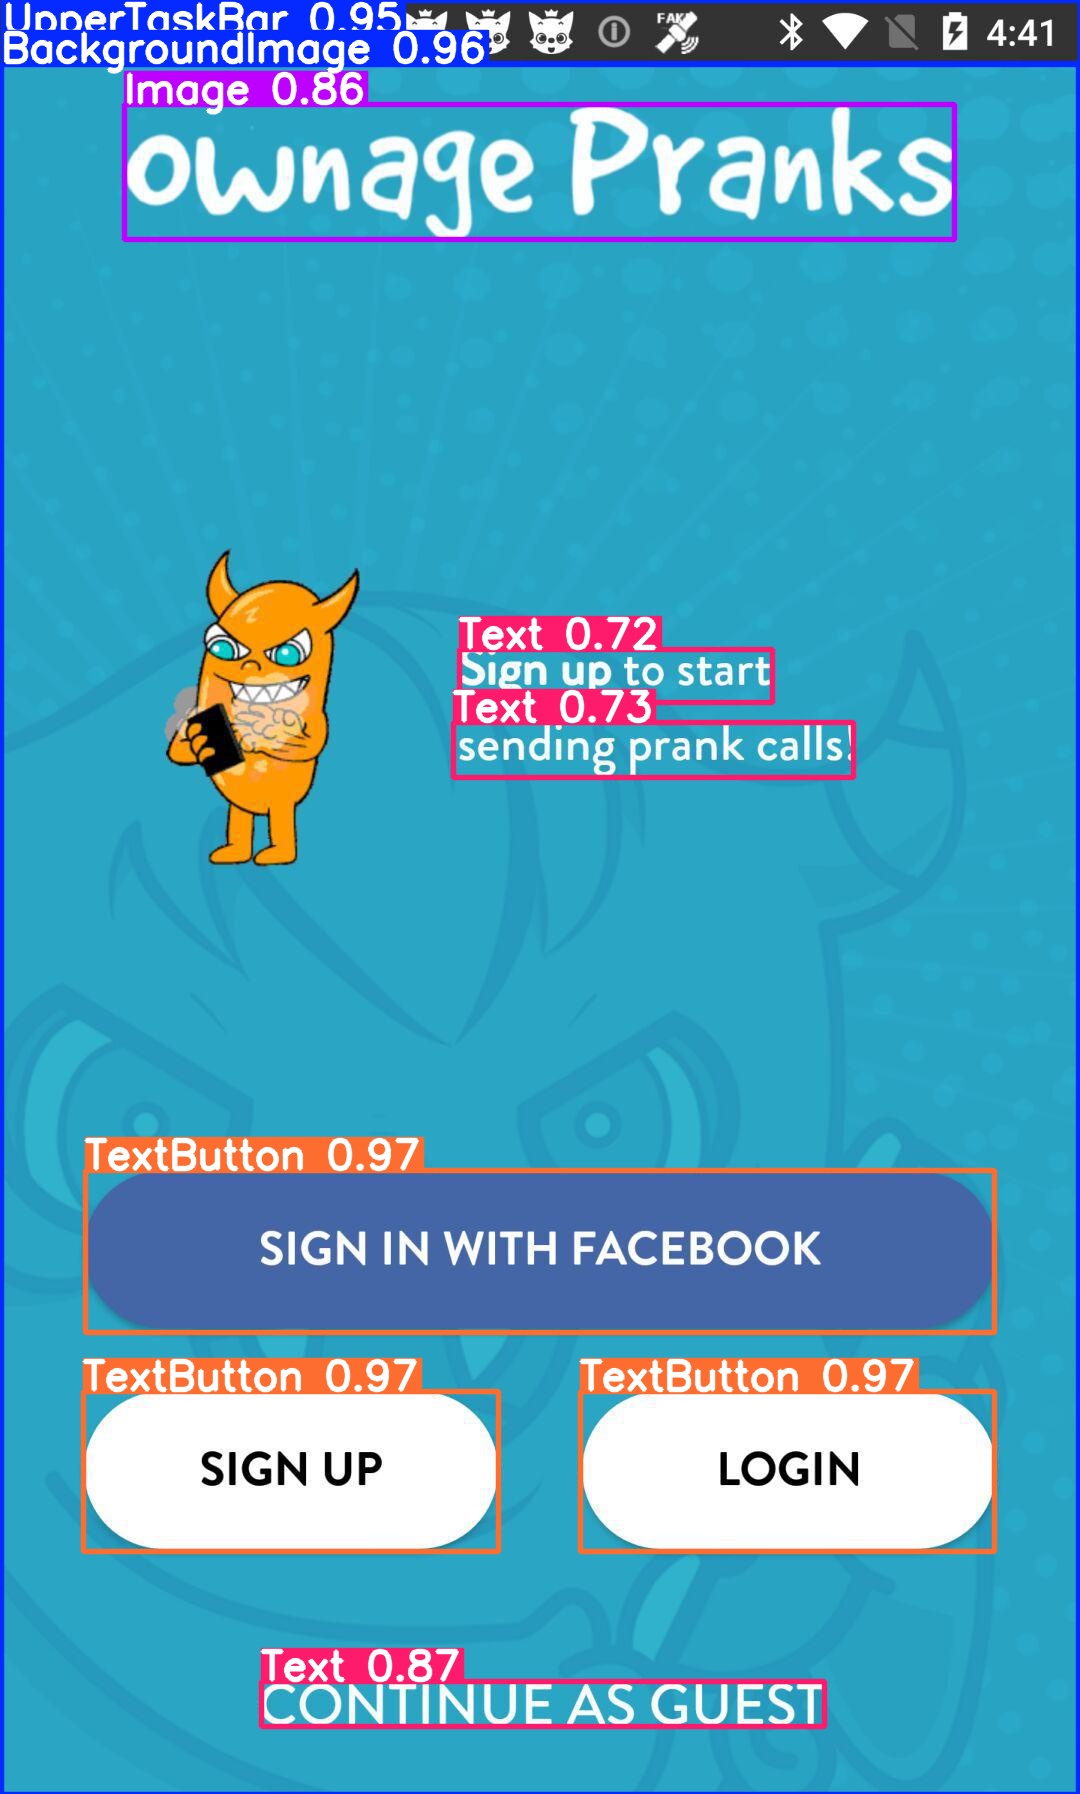 UpperTaskBar 0.95
FAKE
4:41
BackgroundImage 0.96
Image 0.86
ownage Pranks
Text 0.72
Sign up to start
Text 0.73
sending prank calls!
TextButton 0.97
SIGN IN WITH FACEBOOK
TextButton 0.97
TextButton 0.97
SIGN UP
LOGIN
Text 0.87
CONTINUE AS GUEST